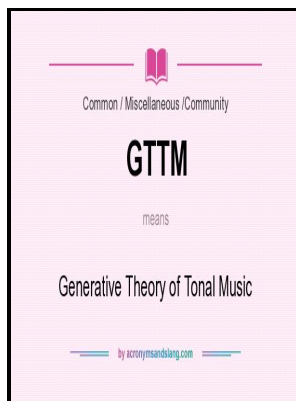 Common / Miscellaneous /Community
GTTM
means
Generative Theory of Tonal Music
by acronymsandslang.com